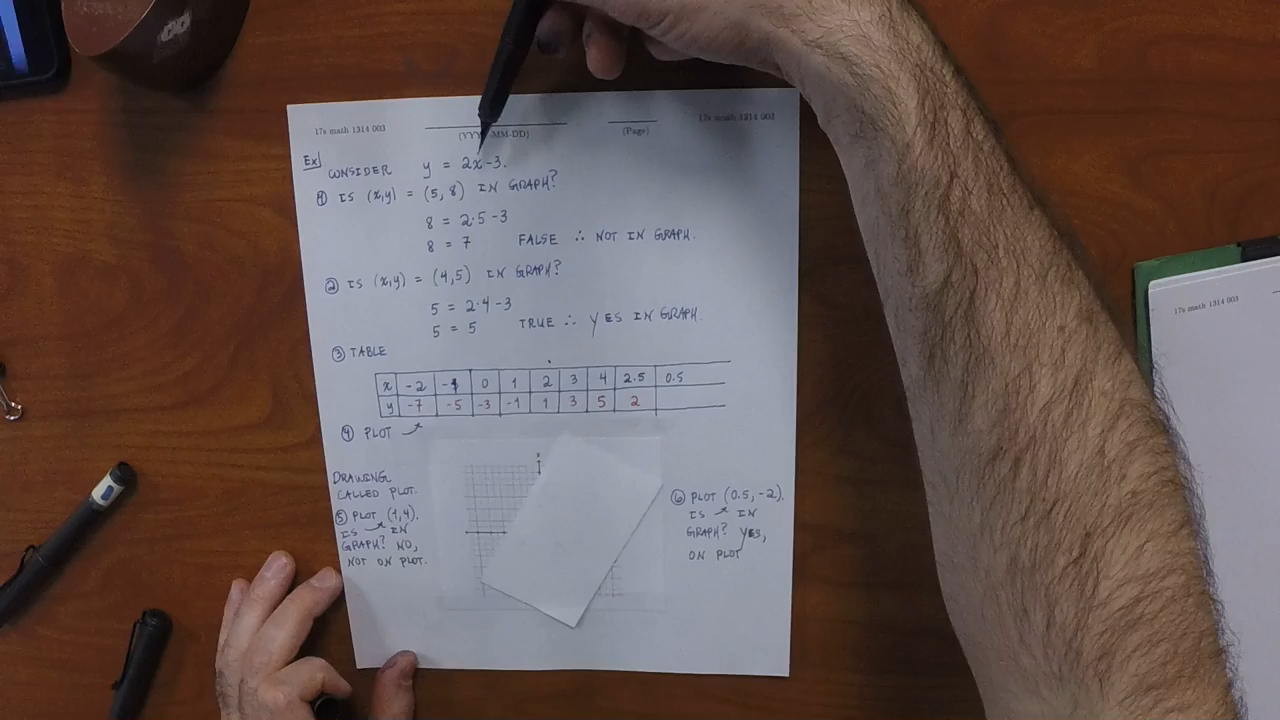 17s math 1314 003 (YYYY-MM-DD) (Page) 17s math 1314 003
Ex CONSIDER y = 2x-3.
① IS (x,y) = (5, 8) IN GRAPH?
8 = 2·5-3
8 = 7 FALSE ∴ NOT IN GRAPH.
② IS (x,y) = (4,5) IN GRAPH?
5 = 2·4-3
5 = 5 TRUE ∴ YES IN GRAPH.
③ TABLE
x -2 -1 0 1 2 3 4 2.5 0.5
y -7 -5 -3 -1 1 3 5 2
④ PLOT
DRAWING
CALLED PLOT.
⑤ PLOT (1,4).
IS IN
GRAPH? NO,
NOT ON PLOT.
⑥ PLOT (0.5,-2).
IS IN
GRAPH? YES,
ON PLOT
17s math 1314 003